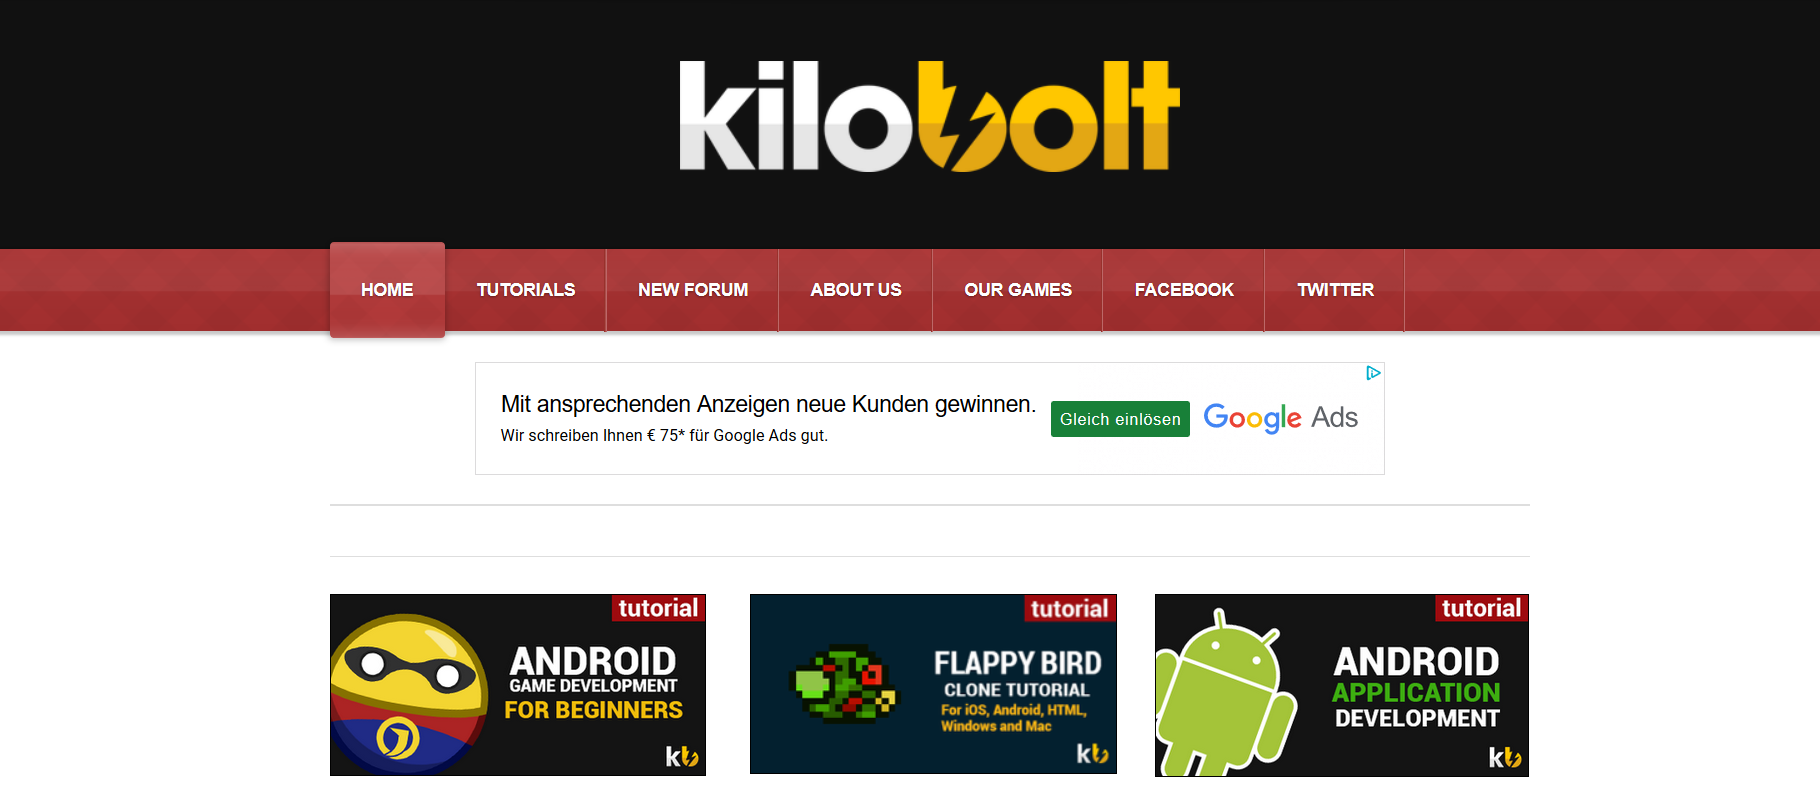 kilobolt
HOME TUTORIALS NEW FORUM ABOUT US OUR GAMES FACEBOOK TWITTER
Mit ansprechenden Anzeigen neue Kunden gewinnen.
Wir schreiben Ihnen € 75* für Google Ads gut.
Gleich einlösen
Google Ads
tutorial
ANDROID
GAME DEVELOPMENT
FOR BEGINNERS
kb
tutorial
FLAPPY BIRD
CLONE TUTORIAL
For iOS, Android, HTML,
Windows and Mac
kb
tutorial
ANDROID
APPLICATION
DEVELOPMENT
kb